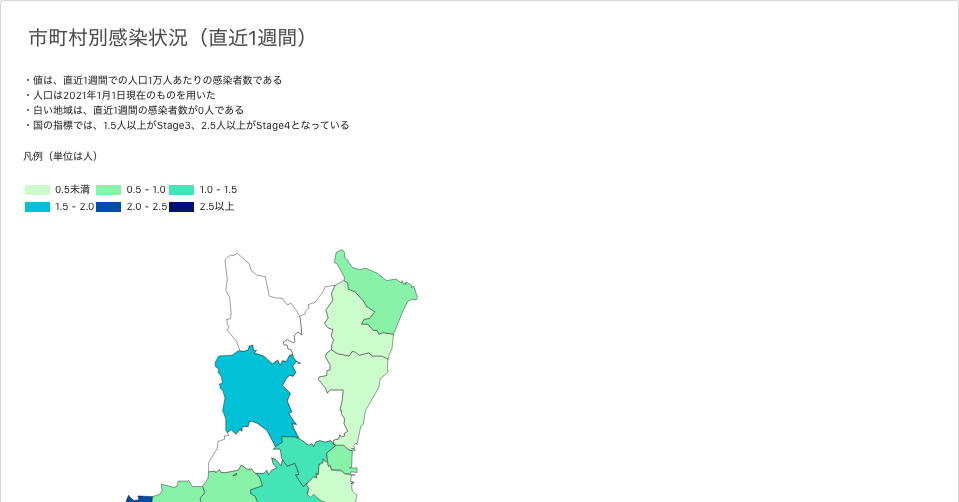 市町村別感染状況（直近1週間）
・値は、直近1週間での人口1万人あたりの感染者数である
・人口は2021年1月1日現在のものを用いた
・白い地域は、直近1週間の感染者数が0人である
・国の指標では、1.5人以上がStage3、2.5人以上がStage4となっている
凡例（単位は人）
0.5未満 0.5 - 1.0 1.0 - 1.5
1.5 - 2.0 2.0 - 2.5 2.5以上